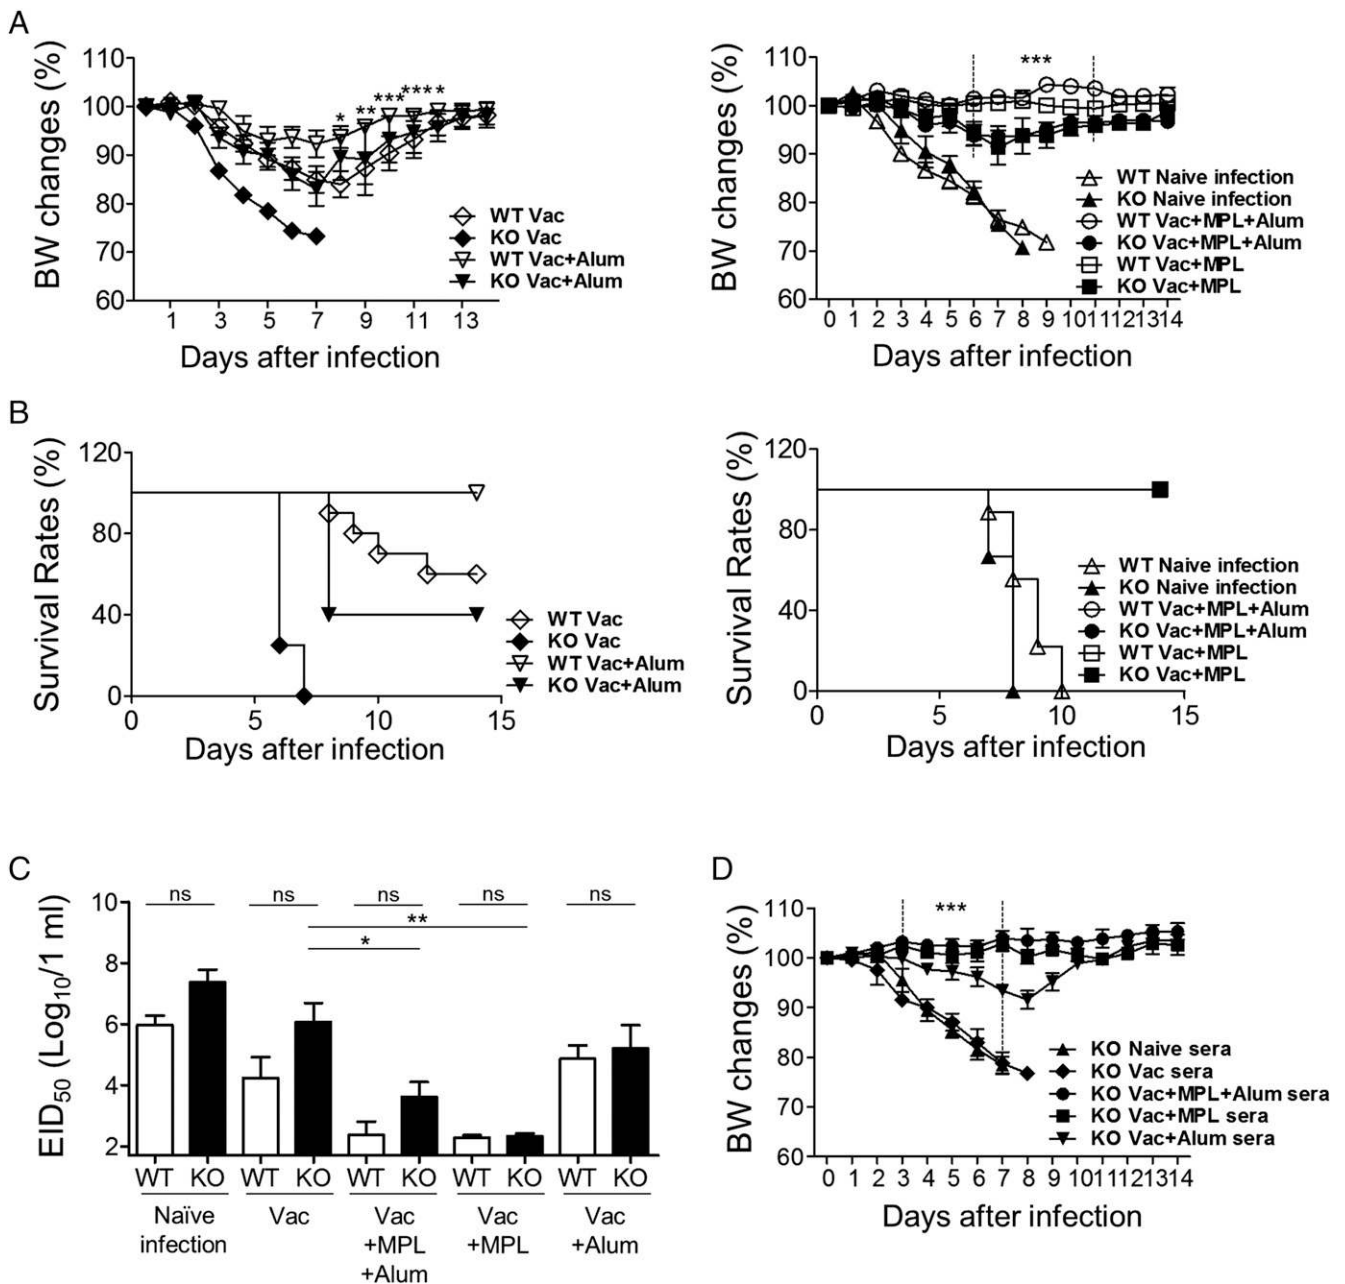 A
BW changes (%)
110
100
90
80
70
60
* ** *** ****
WT Vac
KO Vac
WT Vac+Alum
KO Vac+Alum
1 3 5 7 9 11 13
Days after infection
BW changes (%)
110
100
90
80
70
60
***
WT Naive infection
KO Naive infection
WT Vac+MPL+Alum
KO Vac+MPL+Alum
WT Vac+MPL
KO Vac+MPL
0 1 2 3 4 5 6 7 8 9 10 11 12 13 14
Days after infection
B
Survival Rates (%)
120
80
40
0
WT Vac
KO Vac
WT Vac+Alum
KO Vac+Alum
0 5 10 15
Days after infection
Survival Rates (%)
120
80
40
0
WT Naive infection
KO Naive infection
WT Vac+MPL+Alum
KO Vac+MPL+Alum
WT Vac+MPL
KO Vac+MPL
0 5 10 15
Days after infection
C
EID50 (Log10/1 ml)
10
8
6
4
2
ns ns ns ns ns
**
*
WT KO WT KO WT KO WT KO WT KO
Naïve
infection
Vac
Vac
+MPL
+Alum
Vac
+MPL
Vac
+Alum
D
BW changes (%)
110
100
90
80
70
60
***
KO Naive sera
KO Vac sera
KO Vac+MPL+Alum sera
KO Vac+MPL sera
KO Vac+Alum sera
0 1 2 3 4 5 6 7 8 9 10 11 12 13 14
Days after infection